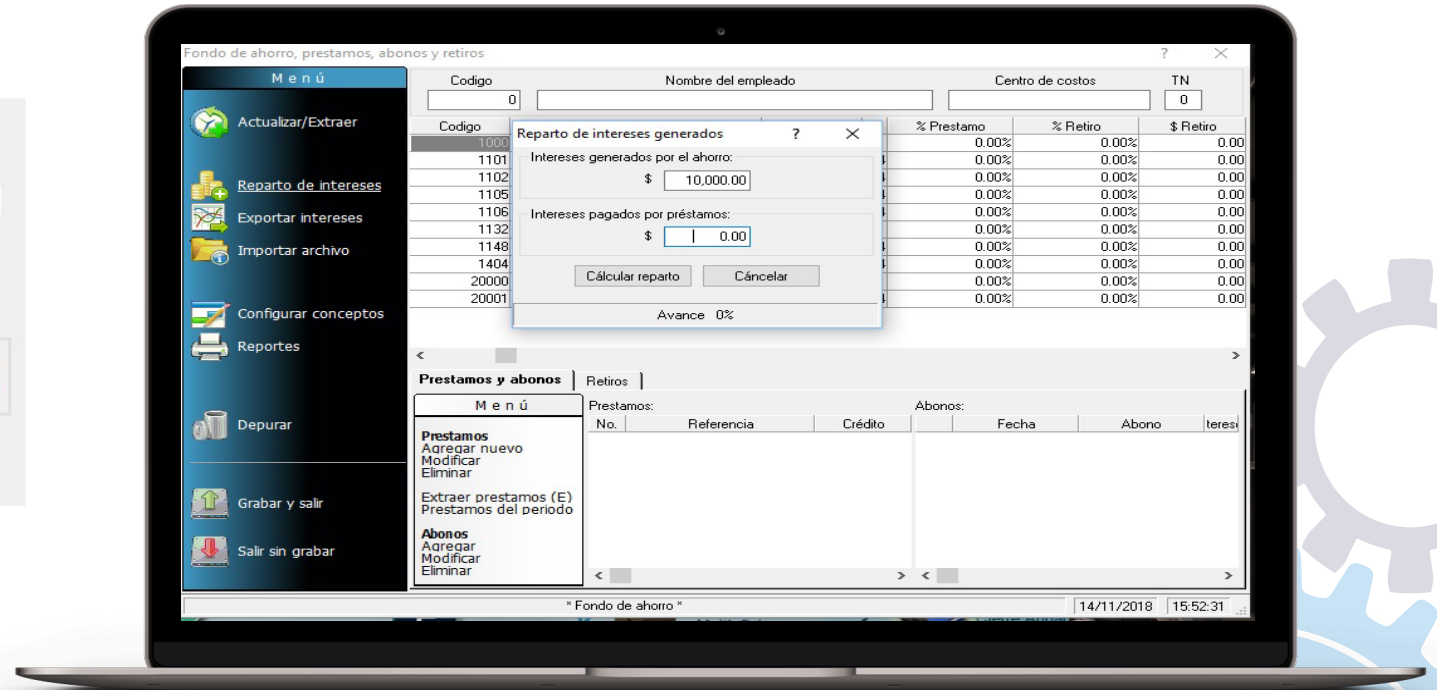 Fondo de ahorro, prestamos, abonos y retiros ?
Menú
Actualizar/Extraer
Reparto de intereses
Exportar intereses
Importar archivo
Configurar conceptos
Reportes
Depurar
Grabar y salir
Salir sin grabar
Codigo Nombre del empleado Centro de costos TN
0 0
Codigo % Prestamo % Retiro $ Retiro
1000 0.00% 0.00% 0.00
1101 0.00% 0.00% 0.00
1102 0.00% 0.00% 0.00
1105 0.00% 0.00% 0.00
1106 0.00% 0.00% 0.00
1132 0.00% 0.00% 0.00
1148 0.00% 0.00% 0.00
1404 0.00% 0.00% 0.00
20000 0.00% 0.00% 0.00
20001 0.00% 0.00% 0.00
Reparto de intereses generados ?
Intereses generados por el ahorro:
$ 10,000.00
Intereses pagados por préstamos:
$ 0.00
Cálcular reparto Cáncelar
Avance 0%
Prestamos y abonos Retiros
Menú
Prestamos
Agregar nuevo
Modificar
Eliminar
Extraer prestamos (E)
Prestamos del periodo
Abonos
Agregar
Modificar
Eliminar
Prestamos:
No. Referencia Crédito
Abonos:
Fecha Abono teres
* Fondo de ahorro * 14/11/2018 15:52:31